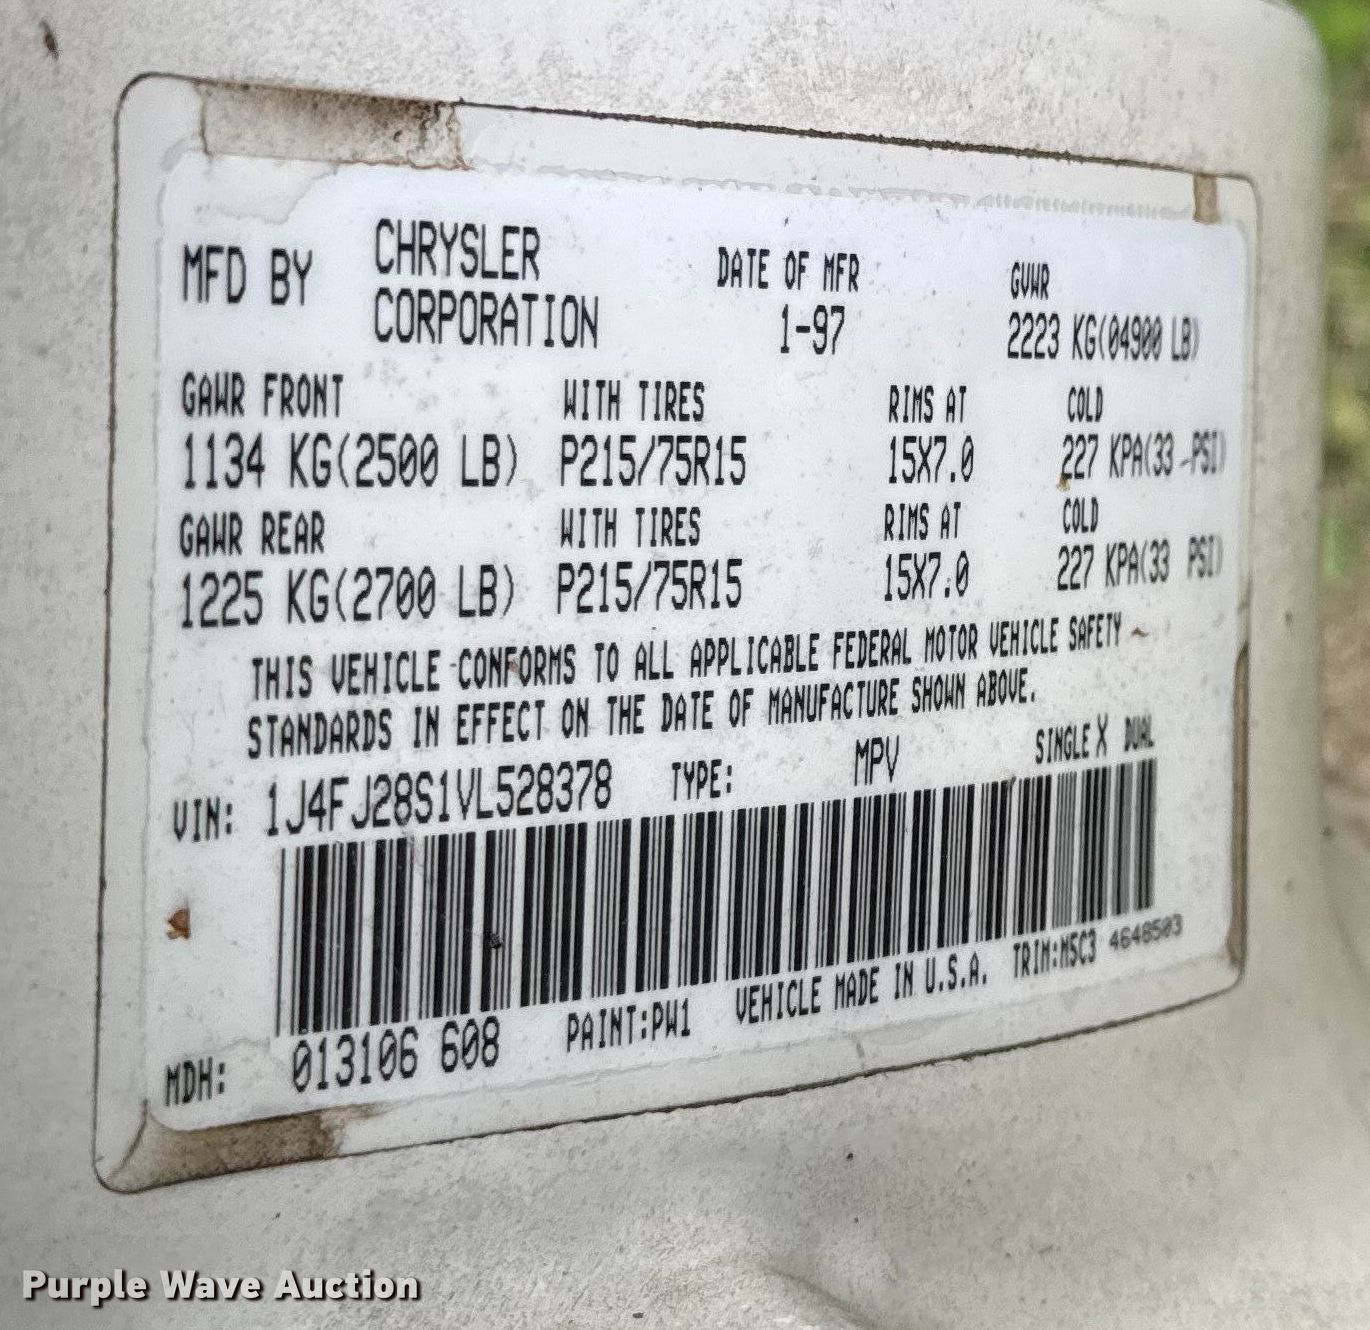 MFD BY CHRYSLER CORPORATION DATE OF MFR 1-97 GVWR 2223 KG(04900 LB)
GAWR FRONT WITH TIRES RIMS AT COLD
1134 KG(2500 LB) P215/75R15 15X7.0 227 KPA(33 PSI)
GAWR REAR WITH TIRES RIMS AT COLD
1225 KG(2700 LB) P215/75R15 15X7.0 227 KPA(33 PSI)
THIS VEHICLE CONFORMS TO ALL APPLICABLE FEDERAL MOTOR VEHICLE SAFETY
STANDARDS IN EFFECT ON THE DATE OF MANUFACTURE SHOWN ABOVE.
VIN: 1J4FJ28S1VL528378 TYPE: MPV SINGLE X DUAL
MDH: 013106 608 PAINT:PW1 VEHICLE MADE IN U.S.A. TRIM:M5C3 4648503
Purple Wave Auction